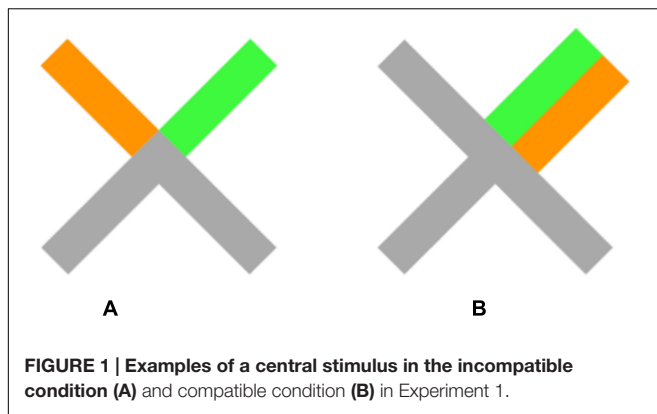 A B
FIGURE 1 | Examples of a central stimulus in the incompatible
condition (A) and compatible condition (B) in Experiment 1.